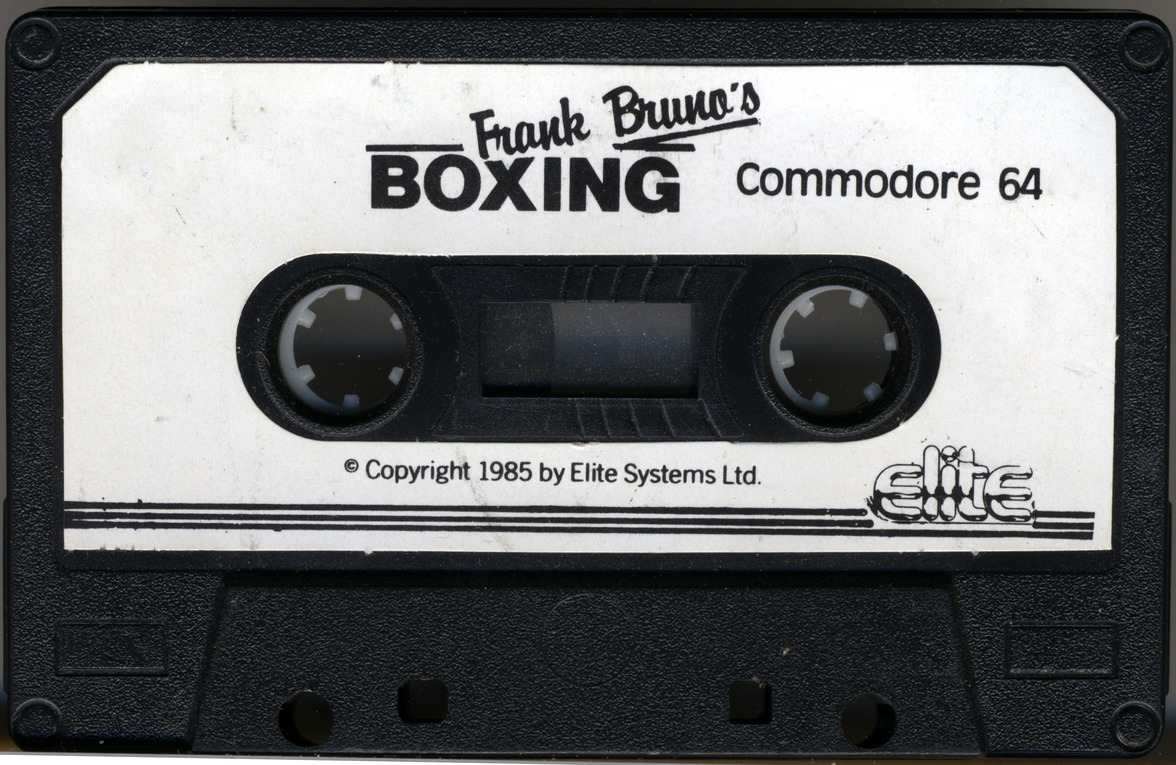 Frank Bruno's
BOXING
Commodore 64
© Copyright 1985 by Elite Systems Ltd.
elite